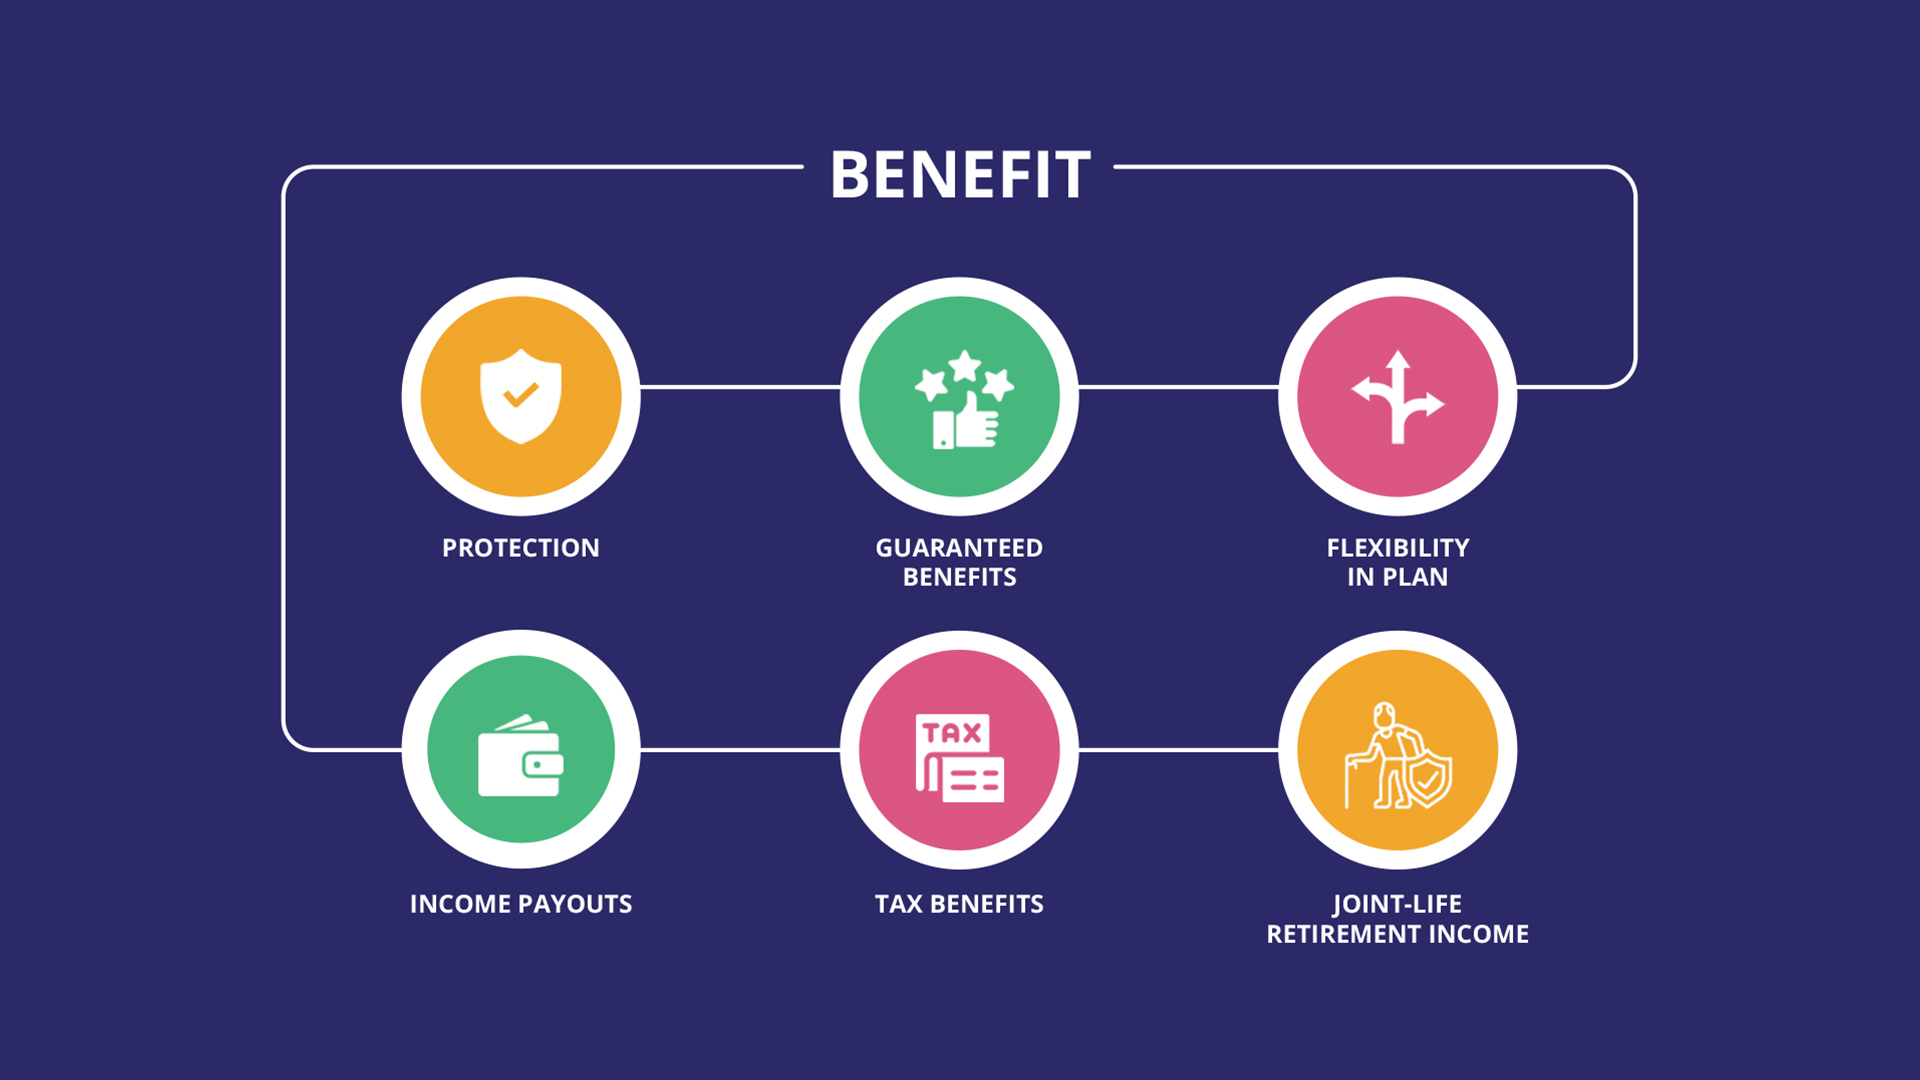 BENEFIT
PROTECTION
GUARANTEED
BENEFITS
FLEXIBILITY
IN PLAN
TAX
INCOME PAYOUTS
TAX BENEFITS
JOINT-LIFE
RETIREMENT INCOME